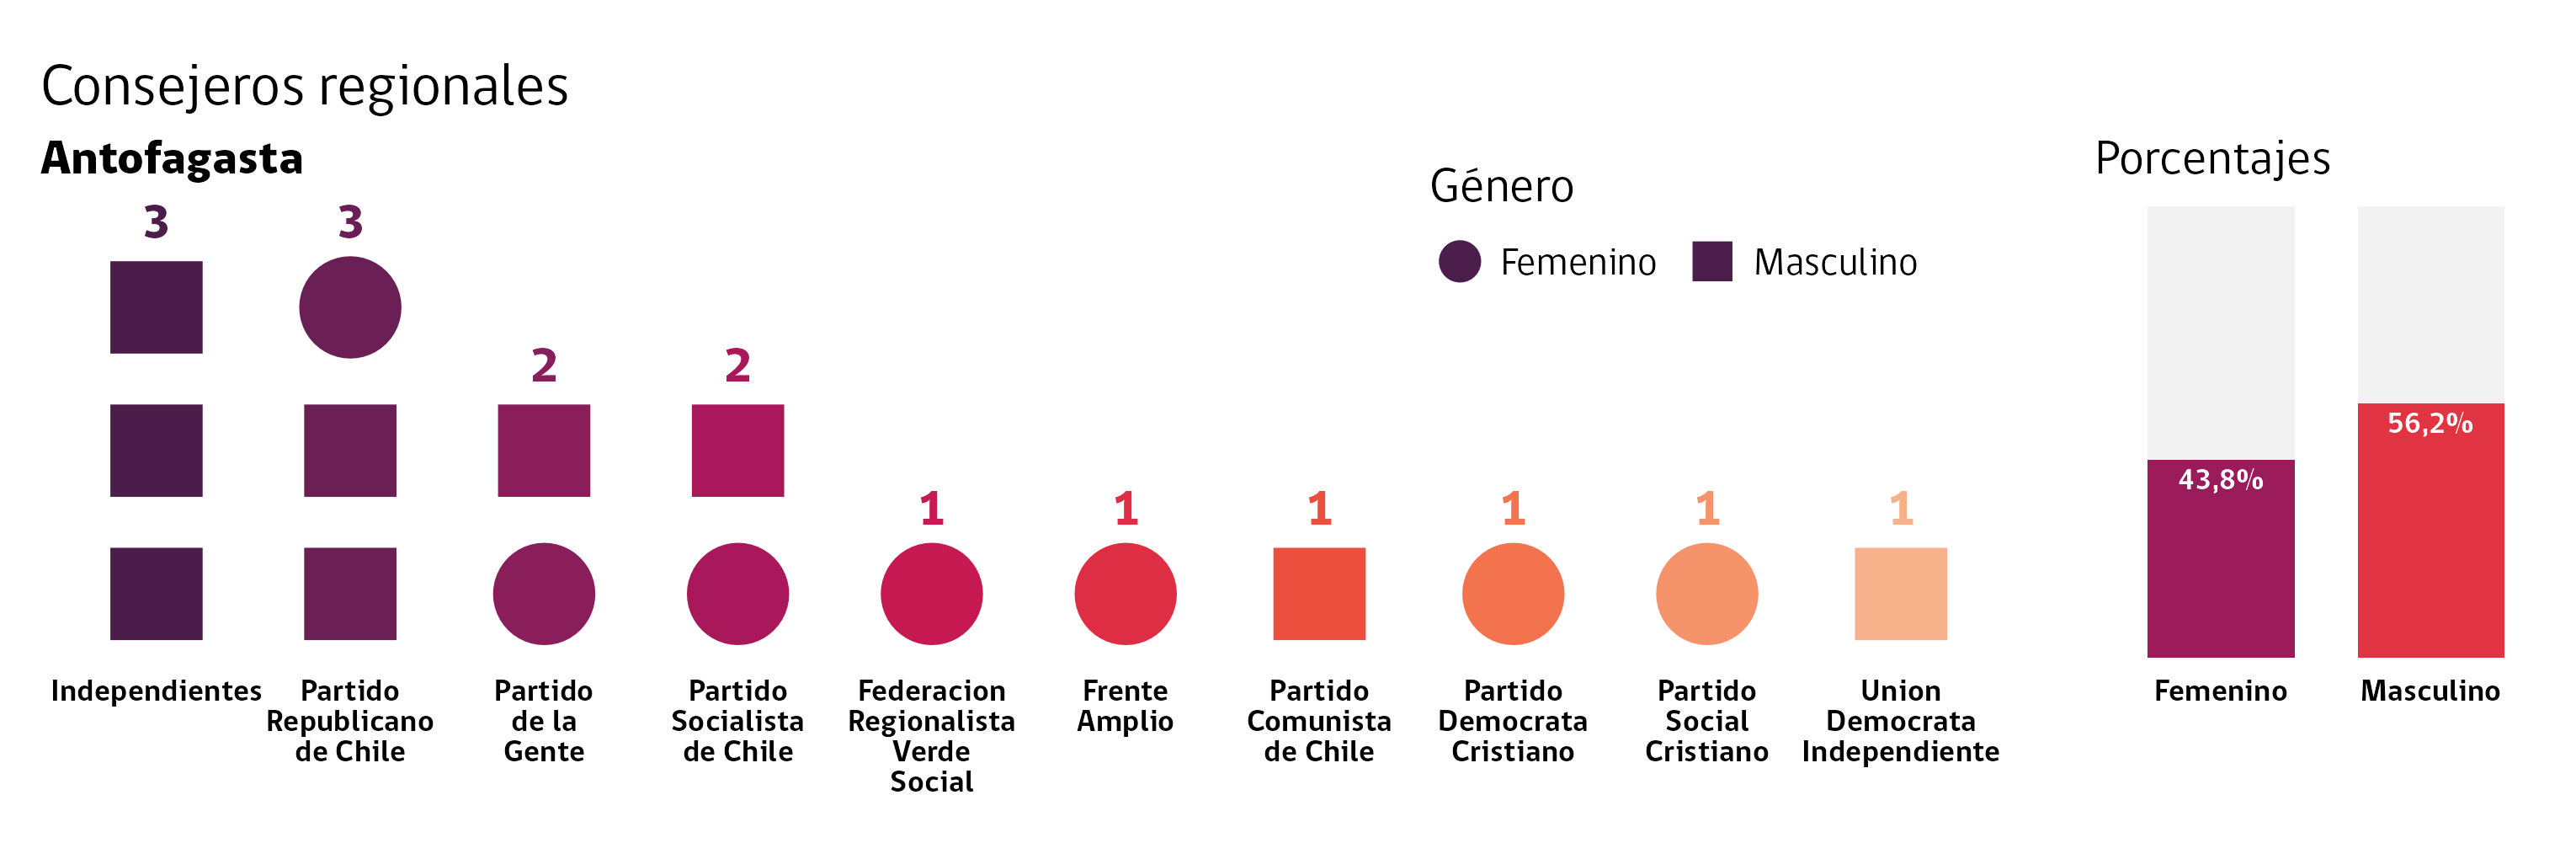 Consejeros regionales
Antofagasta
3
3
2
2
1
1
1
1
1
1
Independientes
Partido
Republicano
de Chile
Partido
de la
Gente
Partido
Socialista
de Chile
Federacion
Regionalista
Verde
Social
Frente
Amplio
Partido
Comunista
de Chile
Partido
Democrata
Cristiano
Partido
Social
Cristiano
Union
Democrata
Independiente
Género
Femenino
Masculino
Porcentajes
43,8%
56,2%
Femenino
Masculino